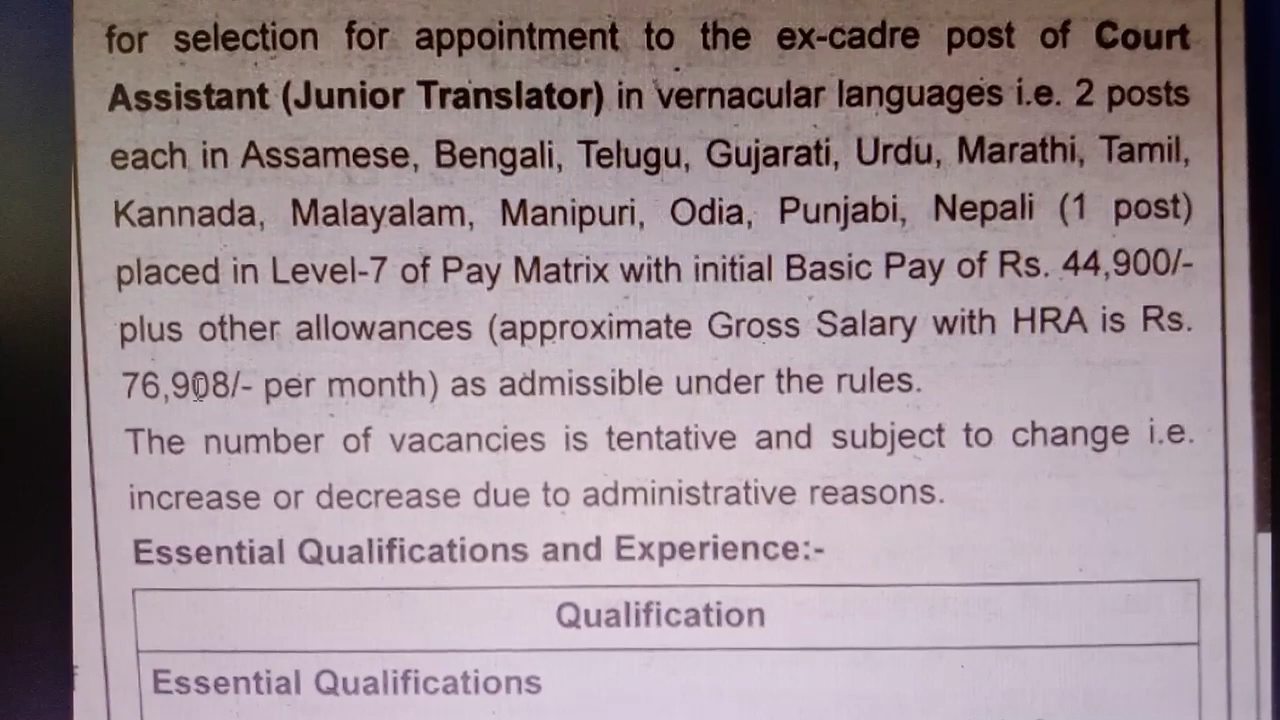 for selection for appointment to the ex-cadre post of Court
Assistant (Junior Translator) in vernacular languages i.e. 2 posts
each in Assamese, Bengali, Telugu, Gujarati, Urdu, Marathi, Tamil,
Kannada, Malayalam, Manipuri, Odia, Punjabi, Nepali (1 post)
placed in Level-7 of Pay Matrix with initial Basic Pay of Rs. 44,900/-
plus other allowances (approximate Gross Salary with HRA is Rs.
76,908/- per month) as admissible under the rules.
The number of vacancies is tentative and subject to change i.e.
increase or decrease due to administrative reasons.
Essential Qualifications and Experience:-
Qualification
Essential Qualifications